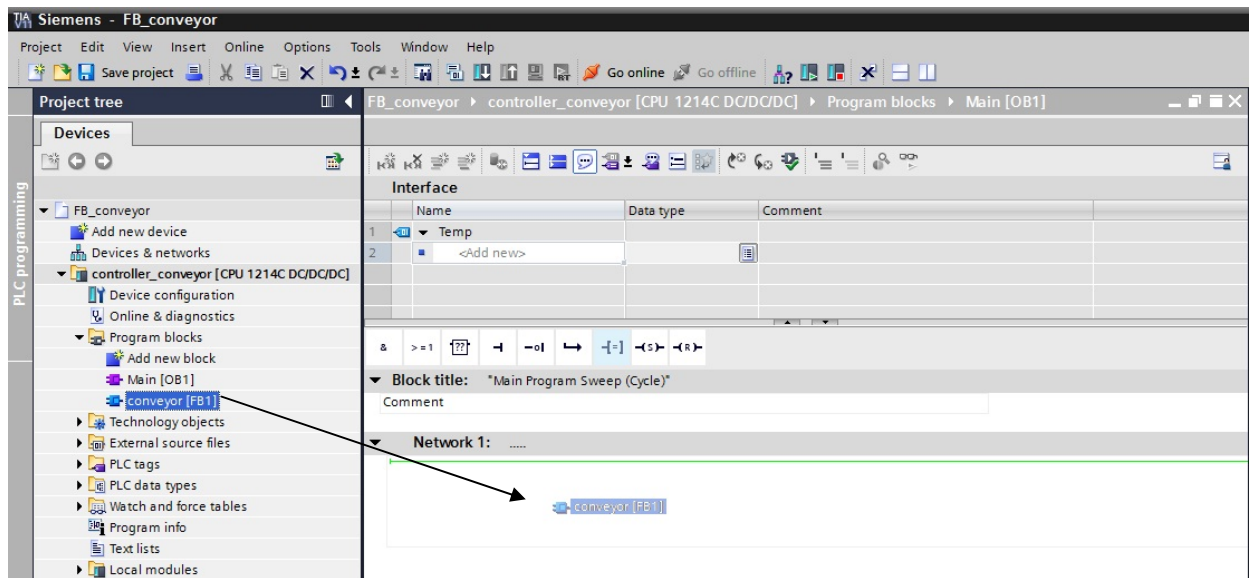 Siemens - FB_conveyor
Project Edit View Insert Online Options Tools Window Help
Save project Go online Go offline
Project tree
FB_conveyor ▸ controller_conveyor [CPU 1214C DC/DC/DC] ▸ Program blocks ▸ Main [OB1]
Devices
PLC programming
FB_conveyor
Add new device
Devices & networks
controller_conveyor [CPU 1214C DC/DC/DC]
Device configuration
Online & diagnostics
Program blocks
Add new block
Main [OB1]
conveyor [FB1]
Technology objects
External source files
PLC tags
PLC data types
Watch and force tables
Program info
Text lists
Local modules
Interface
Name Data type Comment
1 Temp
2 <Add new>
& >=1 ?? -| -o| -[=] -(S)- -(R)-
Block title: "Main Program Sweep (Cycle)"
Comment
Network 1: .....
conveyor [FB1]